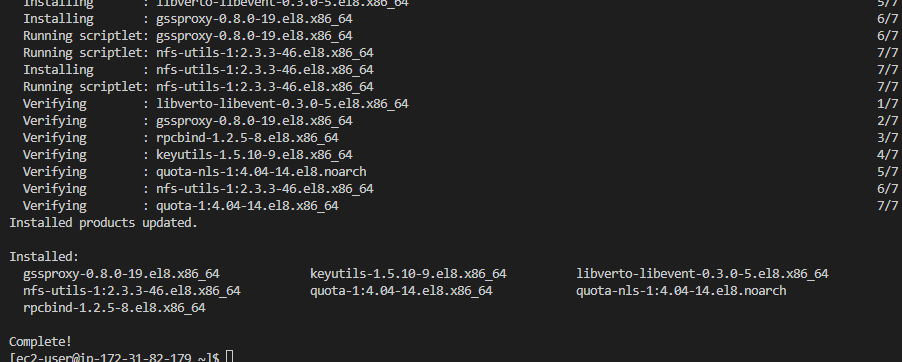 Installing : libverto-libevent-0.3.0-5.el8.x86_64 5/7
Installing : gssproxy-0.8.0-19.el8.x86_64 6/7
Running scriptlet: gssproxy-0.8.0-19.el8.x86_64 6/7
Running scriptlet: nfs-utils-1:2.3.3-46.el8.x86_64 7/7
Installing : nfs-utils-1:2.3.3-46.el8.x86_64 7/7
Running scriptlet: nfs-utils-1:2.3.3-46.el8.x86_64 7/7
Verifying : libverto-libevent-0.3.0-5.el8.x86_64 1/7
Verifying : gssproxy-0.8.0-19.el8.x86_64 2/7
Verifying : rpcbind-1.2.5-8.el8.x86_64 3/7
Verifying : keyutils-1.5.10-9.el8.x86_64 4/7
Verifying : quota-nls-1:4.04-14.el8.noarch 5/7
Verifying : nfs-utils-1:2.3.3-46.el8.x86_64 6/7
Verifying : quota-1:4.04-14.el8.x86_64 7/7
Installed products updated.
Installed:
gssproxy-0.8.0-19.el8.x86_64 keyutils-1.5.10-9.el8.x86_64 libverto-libevent-0.3.0-5.el8.x86_64
nfs-utils-1:2.3.3-46.el8.x86_64 quota-1:4.04-14.el8.x86_64 quota-nls-1:4.04-14.el8.noarch
rpcbind-1.2.5-8.el8.x86_64
Complete!
[ec2-user@ip-172-31-82-179 ~]$